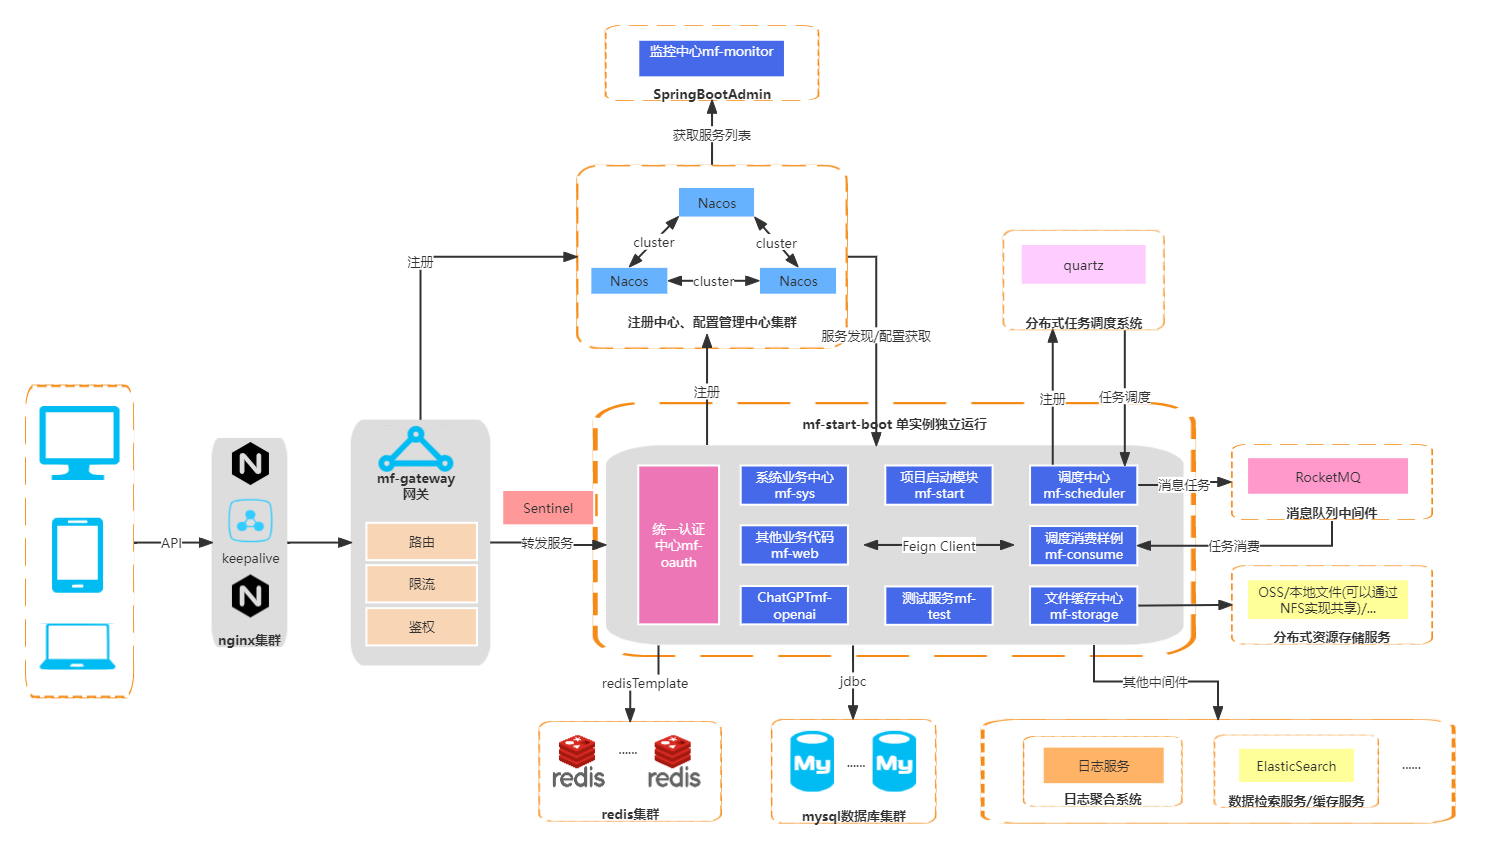 监控中心mf-monitor
SpringBootAdmin
获取服务列表
Nacos
cluster
cluster
Nacos
cluster
Nacos
注册中心、配置管理中心集群
注册
服务发现/配置获取
quartz
分布式任务调度系统
注册
注册
任务调度
mf-start-boot 单实例独立运行
API
keepalive
nginx集群
mf-gateway
网关
路由
限流
鉴权
Sentinel
转发服务
统一认证
中心mf-
oauth
系统业务中心
mf-sys
项目启动模块
mf-start
调度中心
mf-scheduler
其他业务代码
mf-web
Feign Client
调度消费样例
mf-consume
ChatGPTmf-
openai
测试服务mf-
test
文件缓存中心
mf-storage
消息任务
RocketMQ
消息队列中间件
任务消费
OSS/本地文件(可以通过
NFS实现共享)/...
分布式资源存储服务
redisTemplate
jdbc
其他中间件
redis
......
redis
redis集群
My
......
My
mysql数据库集群
日志服务
日志聚合系统
ElasticSearch
数据检索服务/缓存服务
......